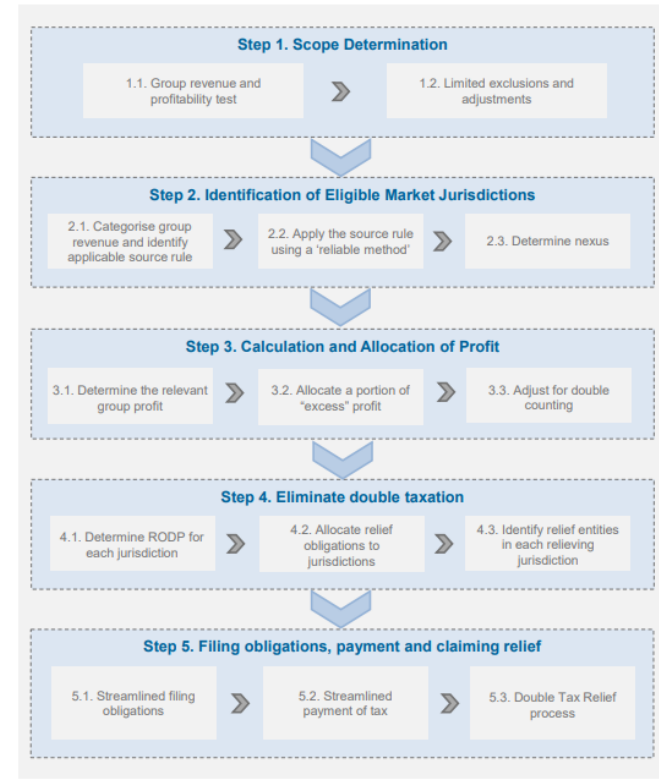 Step 1. Scope Determination
1.1. Group revenue and
profitability test
1.2. Limited exclusions and
adjustments
Step 2. Identification of Eligible Market Jurisdictions
2.1. Categorise group
revenue and identify
applicable source rule
2.2. Apply the source rule
using a ‘reliable method’
2.3. Determine nexus
Step 3. Calculation and Allocation of Profit
3.1. Determine the relevant
group profit
3.2. Allocate a portion of
“excess” profit
3.3. Adjust for double
counting
Step 4. Eliminate double taxation
4.1. Determine RODP for
each jurisdiction
4.2. Allocate relief
obligations to
jurisdictions
4.3. Identify relief entities
in each relieving
jurisdiction
Step 5. Filing obligations, payment and claiming relief
5.1. Streamlined filing
obligations
5.2. Streamlined
payment of tax
5.3. Double Tax Relief
process